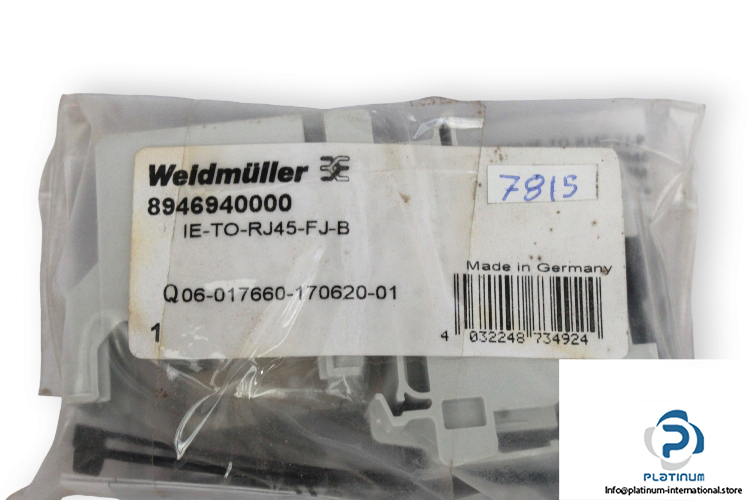 Weidmüller
8946940000
IE-TO-RJ45-FJ-B
7815
Made in Germany
Q06-017660-170620-01
1
4 032248 734924
PLATINUM
Info@platinum-international.store